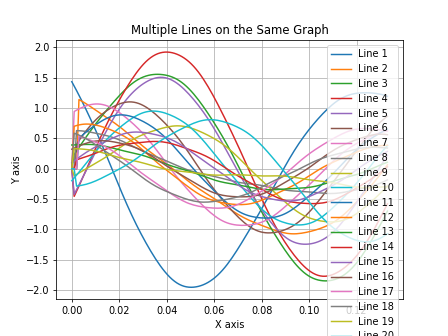 Multiple Lines on the Same Graph
Y axis
2.0
1.5
1.0
0.5
0.0
−0.5
−1.0
−1.5
−2.0
0.00
0.02
0.04
0.06
0.08
0.10
X axis
Line 1
Line 2
Line 3
Line 4
Line 5
Line 6
Line 7
Line 8
Line 9
Line 10
Line 11
Line 12
Line 13
Line 14
Line 15
Line 16
Line 17
Line 18
Line 19
Line 20